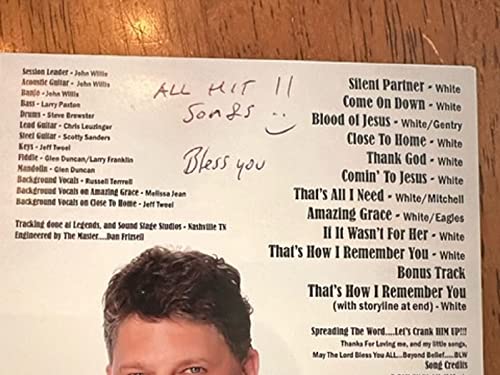 Session Leader - John Willis
Acoustic Guitar - John Willis
Banjo - John Willis
Bass - Larry Paxton
Drums - Steve Brewster
Lead Guitar - Chris Leuzinger
Steel Guitar - Scotty Sanders
Keys - Jeff Tweel
Fiddle - Glen Duncan/Larry Franklin
Mandolin - Glen Duncan
Background Vocals - Russell Terrell
Background Vocals on Amazing Grace - Melissa Jean
Background Vocals on Close To Home - Jeff Tweel
Tracking done at Legends, and Sound Stage Studios - Nashville TN
Engineered by The Master....Dan Frizsell
ALL HIT !!
Songs
Bless you
Silent Partner - White
Come On Down - White
Blood of Jesus - White/Gentry
Close To Home - White
Thank God - White
Comin' To Jesus - White
That's All I Need - White/Mitchell
Amazing Grace - White/Eagles
If It Wasn't For Her - White
That's How I Remember You - White
Bonus Track
That's How I Remember You
(with storyline at end) - White
Spreading The Word....Let's Crank HIM UP!!!
Thanks For Loving me, and my little songs,
May The Lord Bless You ALL...Beyond Belief.....BLW
Song Credits